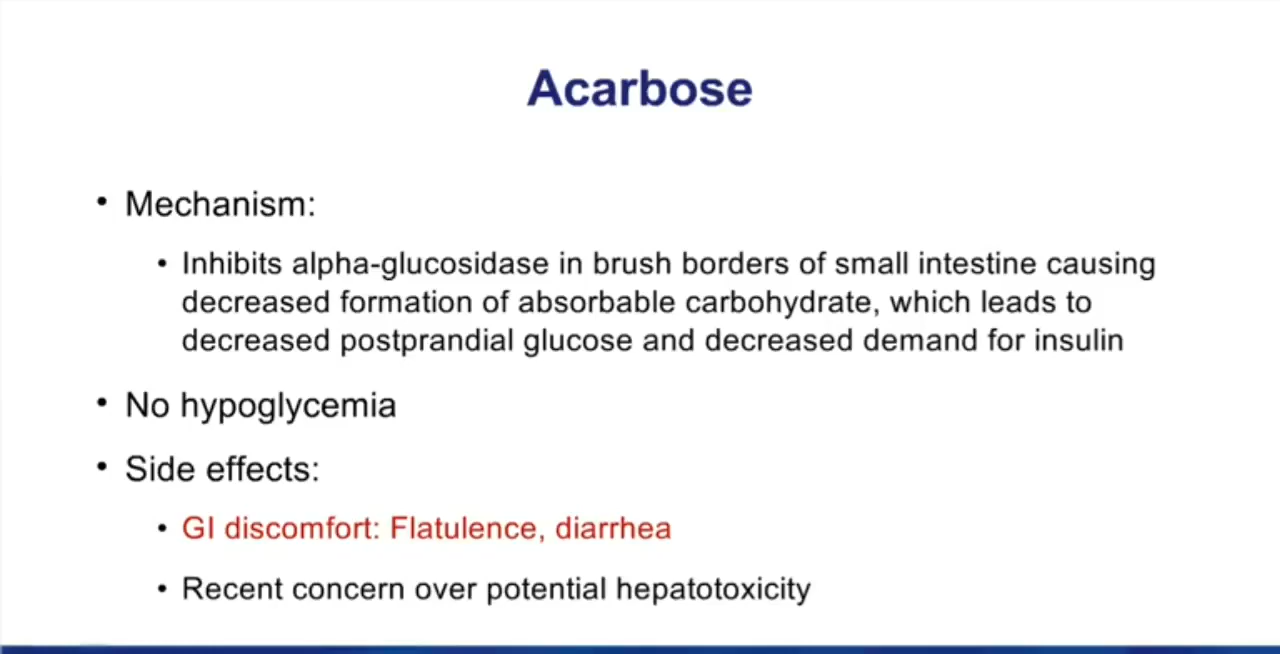 Acarbose
• Mechanism:
• Inhibits alpha-glucosidase in brush borders of small intestine causing
decreased formation of absorbable carbohydrate, which leads to
decreased postprandial glucose and decreased demand for insulin
• No hypoglycemia
• Side effects:
• GI discomfort: Flatulence, diarrhea
• Recent concern over potential hepatotoxicity